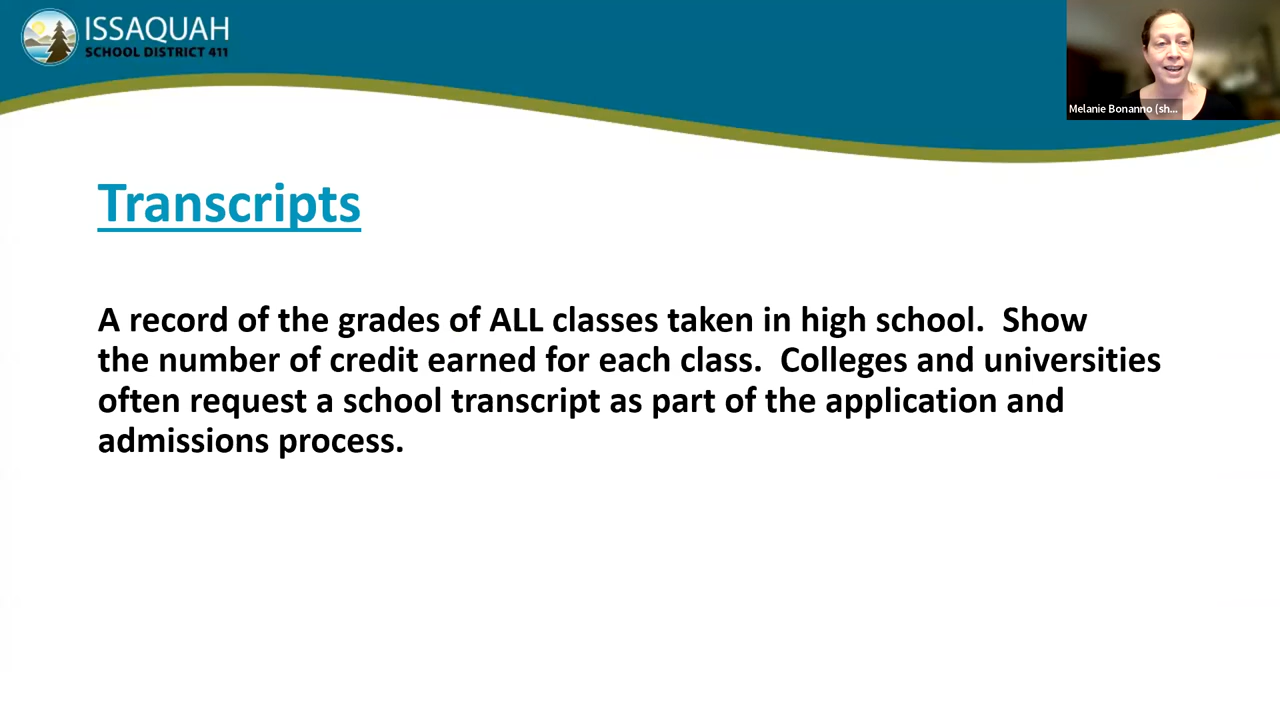 ISSAQUAH
SCHOOL DISTRICT 411
Melanie Bonanno (sh...
Transcripts
A record of the grades of ALL classes taken in high school.  Show
the number of credit earned for each class.  Colleges and universities
often request a school transcript as part of the application and
admissions process.